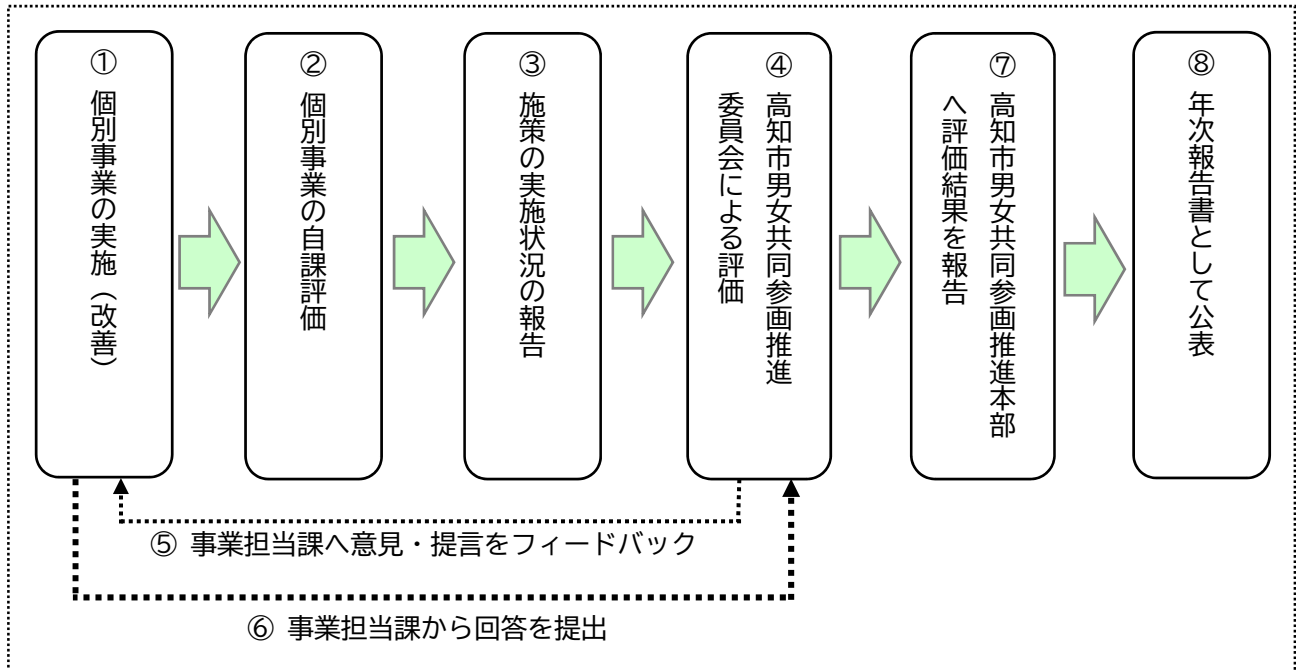 ① 個別事業の実施（改善）
② 個別事業の自課評価
③ 施策の実施状況の報告
④ 高知市男女共同参画推進
委員会による評価
⑦ 高知市男女共同参画推進本部
へ評価結果を報告
⑧ 年次報告書として公表
⑤ 事業担当課へ意見・提言をフィードバック
⑥ 事業担当課から回答を提出